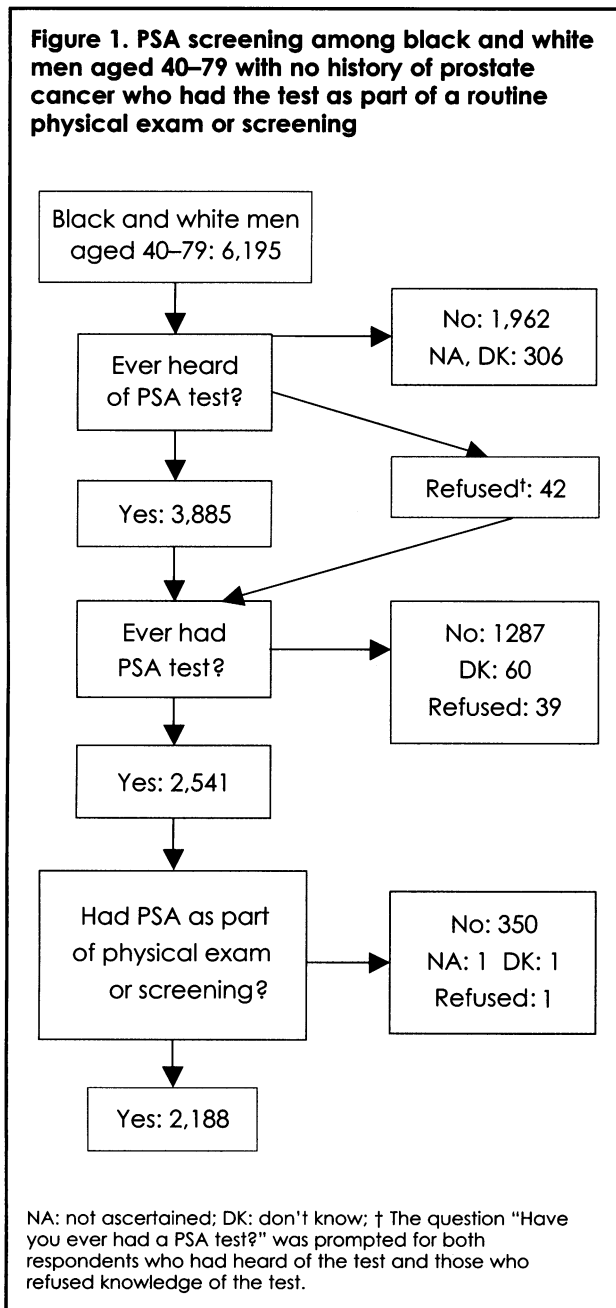 Figure 1. PSA screening among black and white
men aged 40–79 with no history of prostate
cancer who had the test as part of a routine
physical exam or screening
Black and white men
aged 40–79: 6,195
No: 1,962
NA, DK: 306
Ever heard
of PSA test?
Refused†: 42
Yes: 3,885
Ever had
PSA test?
No: 1287
DK: 60
Refused: 39
Yes: 2,541
Had PSA as part
of physical exam
or screening?
No: 350
NA: 1 DK: 1
Refused: 1
Yes: 2,188
NA: not ascertained; DK: don't know; † The question “Have
you ever had a PSA test?” was prompted for both
respondents who had heard of the test and those who
refused knowledge of the test.